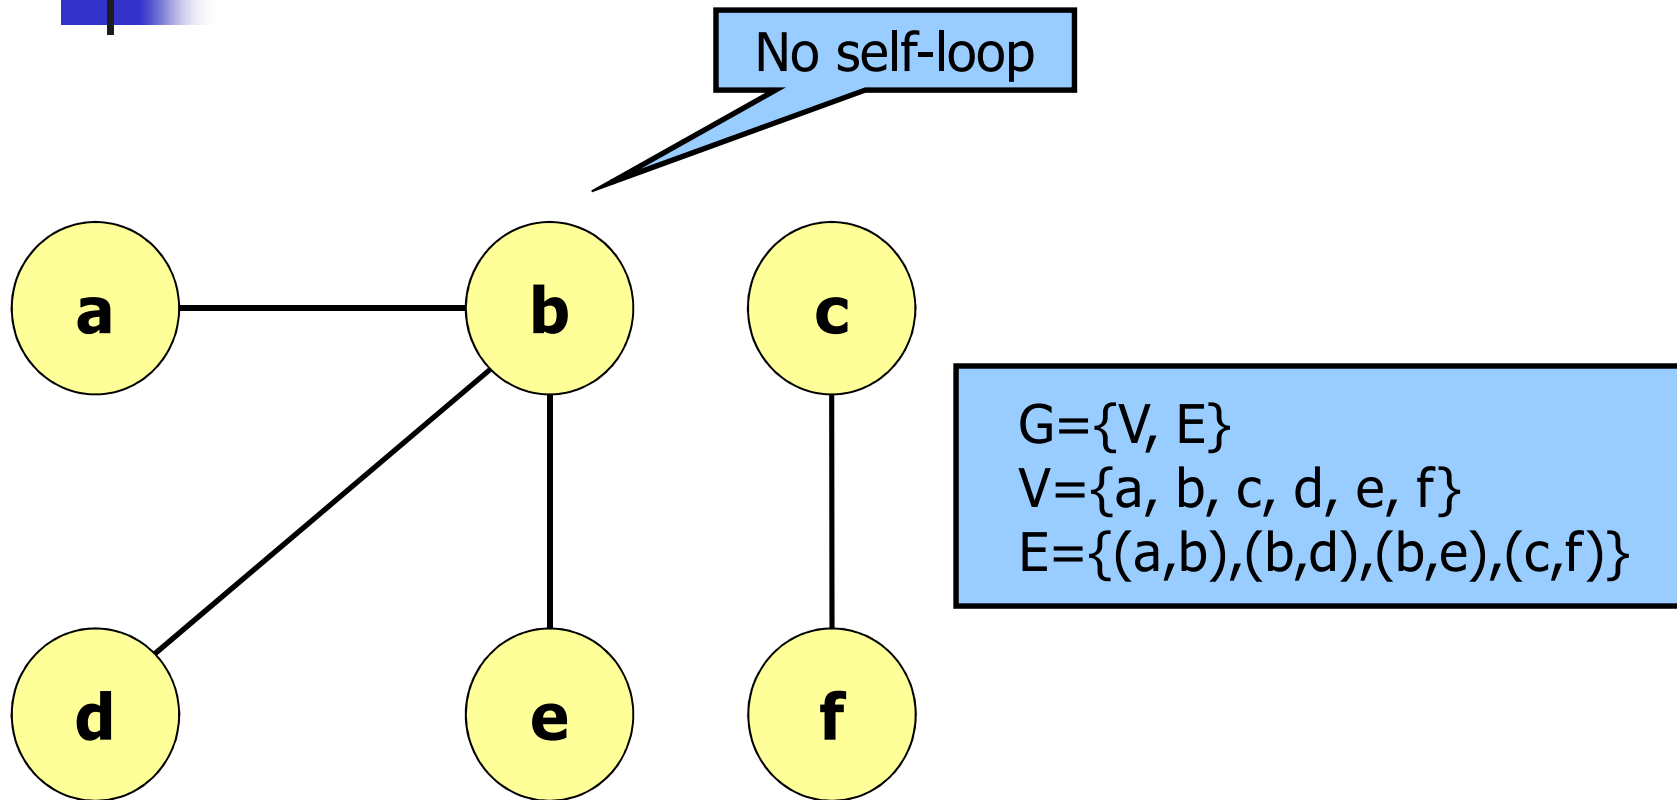 No self-loop
a
b
c
G={V, E}
V={a, b, c, d, e, f}
E={(a,b),(b,d),(b,e),(c,f)}
d
e
f